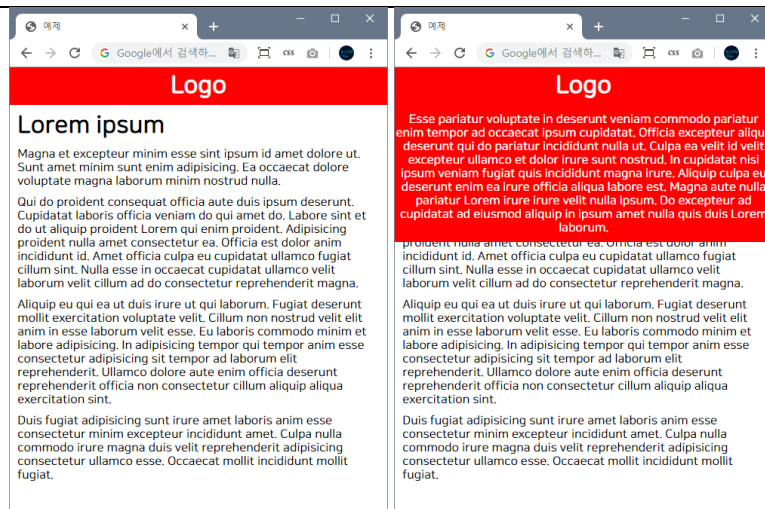 예제
Google에서 검색하...
CSS
Logo
Lorem ipsum
Magna et excepteur minim esse sint ipsum id amet dolore ut.
Sunt amet minim sunt enim adipisicing. Ea occaecat dolore
voluptate magna laborum minim nostrud nulla.
Qui do proident consequat officia aute duis ipsum deserunt.
Cupidatat laboris officia veniam do qui amet do. Labore sint et
do ut aliquip proident Lorem qui enim proident. Adipisicing
proident nulla amet consectetur ea. Officia est dolor anim
incididunt id. Amet officia culpa eu cupidatat ullamco fugiat
cillum sint. Nulla esse in occaecat cupidatat ullamco velit
laborum velit cillum ad do consectetur reprehenderit magna.
Aliquip eu qui ea ut duis irure ut qui laborum. Fugiat deserunt
mollit exercitation voluptate velit. Cillum non nostrud velit elit
anim in esse laborum velit esse. Eu laboris commodo minim et
labore adipisicing. In adipisicing tempor qui tempor anim esse
consectetur adipisicing sit tempor ad laborum elit
reprehenderit. Ullamco dolore aute enim officia deserunt
reprehenderit officia non consectetur cillum aliquip aliqua
exercitation sint.
Duis fugiat adipisicing sunt irure amet laboris anim esse
consectetur minim excepteur incididunt amet. Culpa nulla
commodo irure magna duis velit reprehenderit adipisicing
consectetur ullamco esse. Occaecat mollit incididunt mollit
fugiat.
예제
Google에서 검색하...
CSS
Logo
Esse pariatur voluptate in deserunt veniam commodo pariatur
enim tempor ad occaecat ipsum cupidatat. Officia excepteur aliqu
deserunt qui do pariatur incididunt nulla ut. Culpa ea velit id velit
excepteur ullamco et dolor irure sunt nostrud. In cupidatat nisi
ipsum veniam fugiat quis incididunt magna irure. Aliquip culpa eu
deserunt enim ea irure officia aliqua labore est. Magna aute nulla
pariatur Lorem irure irure velit nulla ipsum. Do excepteur ad
cupidatat ad eiusmod aliquip in ipsum amet nulla quis duis Lorem
laborum.
proident nulla amet consectetur ea. Officia est dolor anim
incididunt id. Amet officia culpa eu cupidatat ullamco fugiat
cillum sint. Nulla esse in occaecat cupidatat ullamco velit
laborum velit cillum ad do consectetur reprehenderit magna.
Aliquip eu qui ea ut duis irure ut qui laborum. Fugiat deserunt
mollit exercitation voluptate velit. Cillum non nostrud velit elit
anim in esse laborum velit esse. Eu laboris commodo minim et
labore adipisicing. In adipisicing tempor qui tempor anim esse
consectetur adipisicing sit tempor ad laborum elit
reprehenderit. Ullamco dolore aute enim officia deserunt
reprehenderit officia non consectetur cillum aliquip aliqua
exercitation sint.
Duis fugiat adipisicing sunt irure amet laboris anim esse
consectetur minim excepteur incididunt amet. Culpa nulla
commodo irure magna duis velit reprehenderit adipisicing
consectetur ullamco esse. Occaecat mollit incididunt mollit
fugiat.